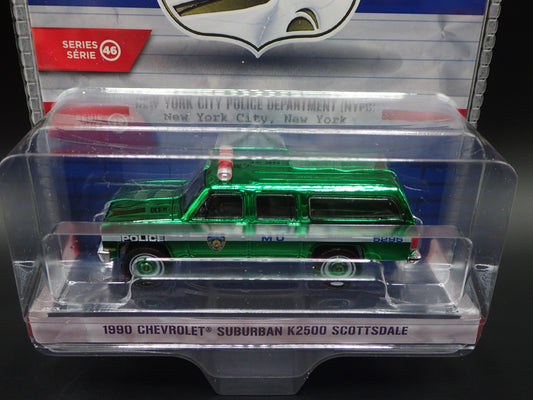 SERIES
SÉRIE 46
NEW YORK CITY POLICE DEPARTMENT (NYPD)
New York City, New York
POLICE
M U
1990 CHEVROLET® SUBURBAN K2500 SCOTTSDALE